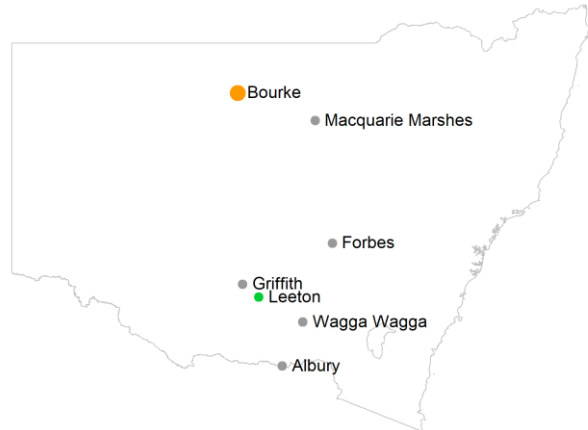 Bourke
Macquarie Marshes
Forbes
Griffith
Leeton
Wagga Wagga
Albury